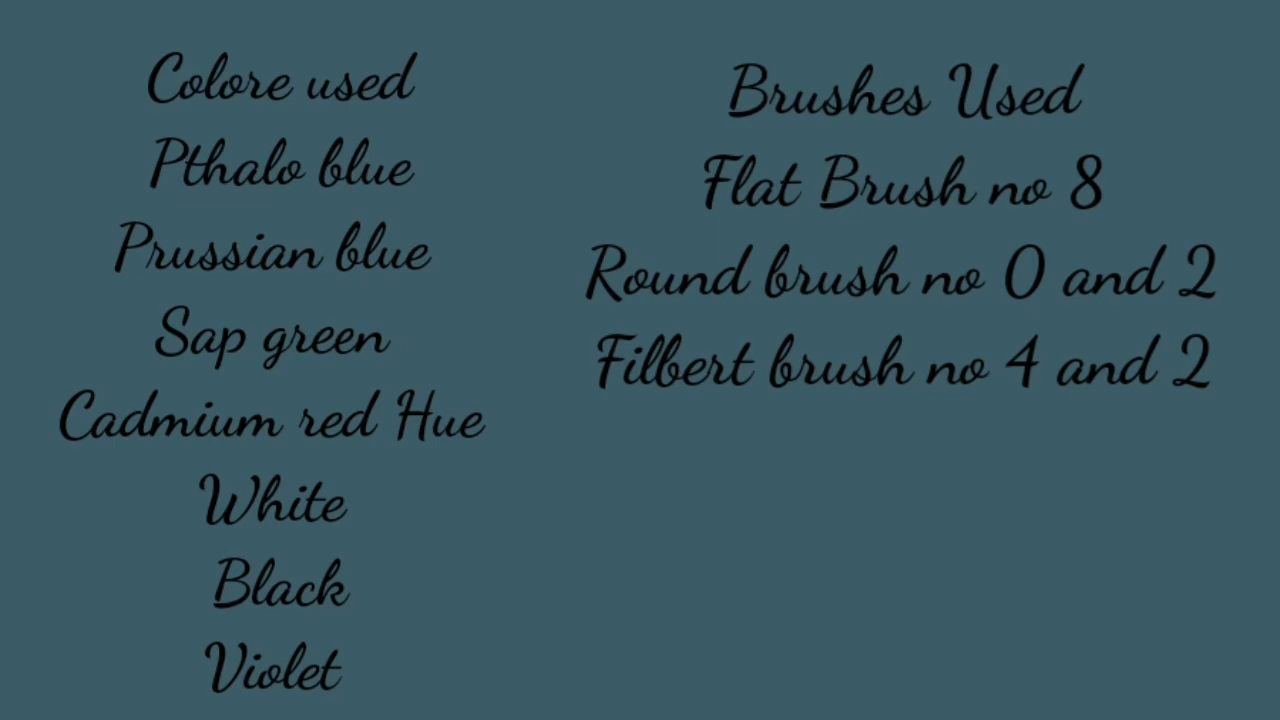 Colore used
Pthalo blue
Prussian blue
Sap green
Cadmium red Hue
White
Black
Violet
Brushes Used
Flat Brush no 8
Round brush no 0 and 2
Filbert brush no 4 and 2